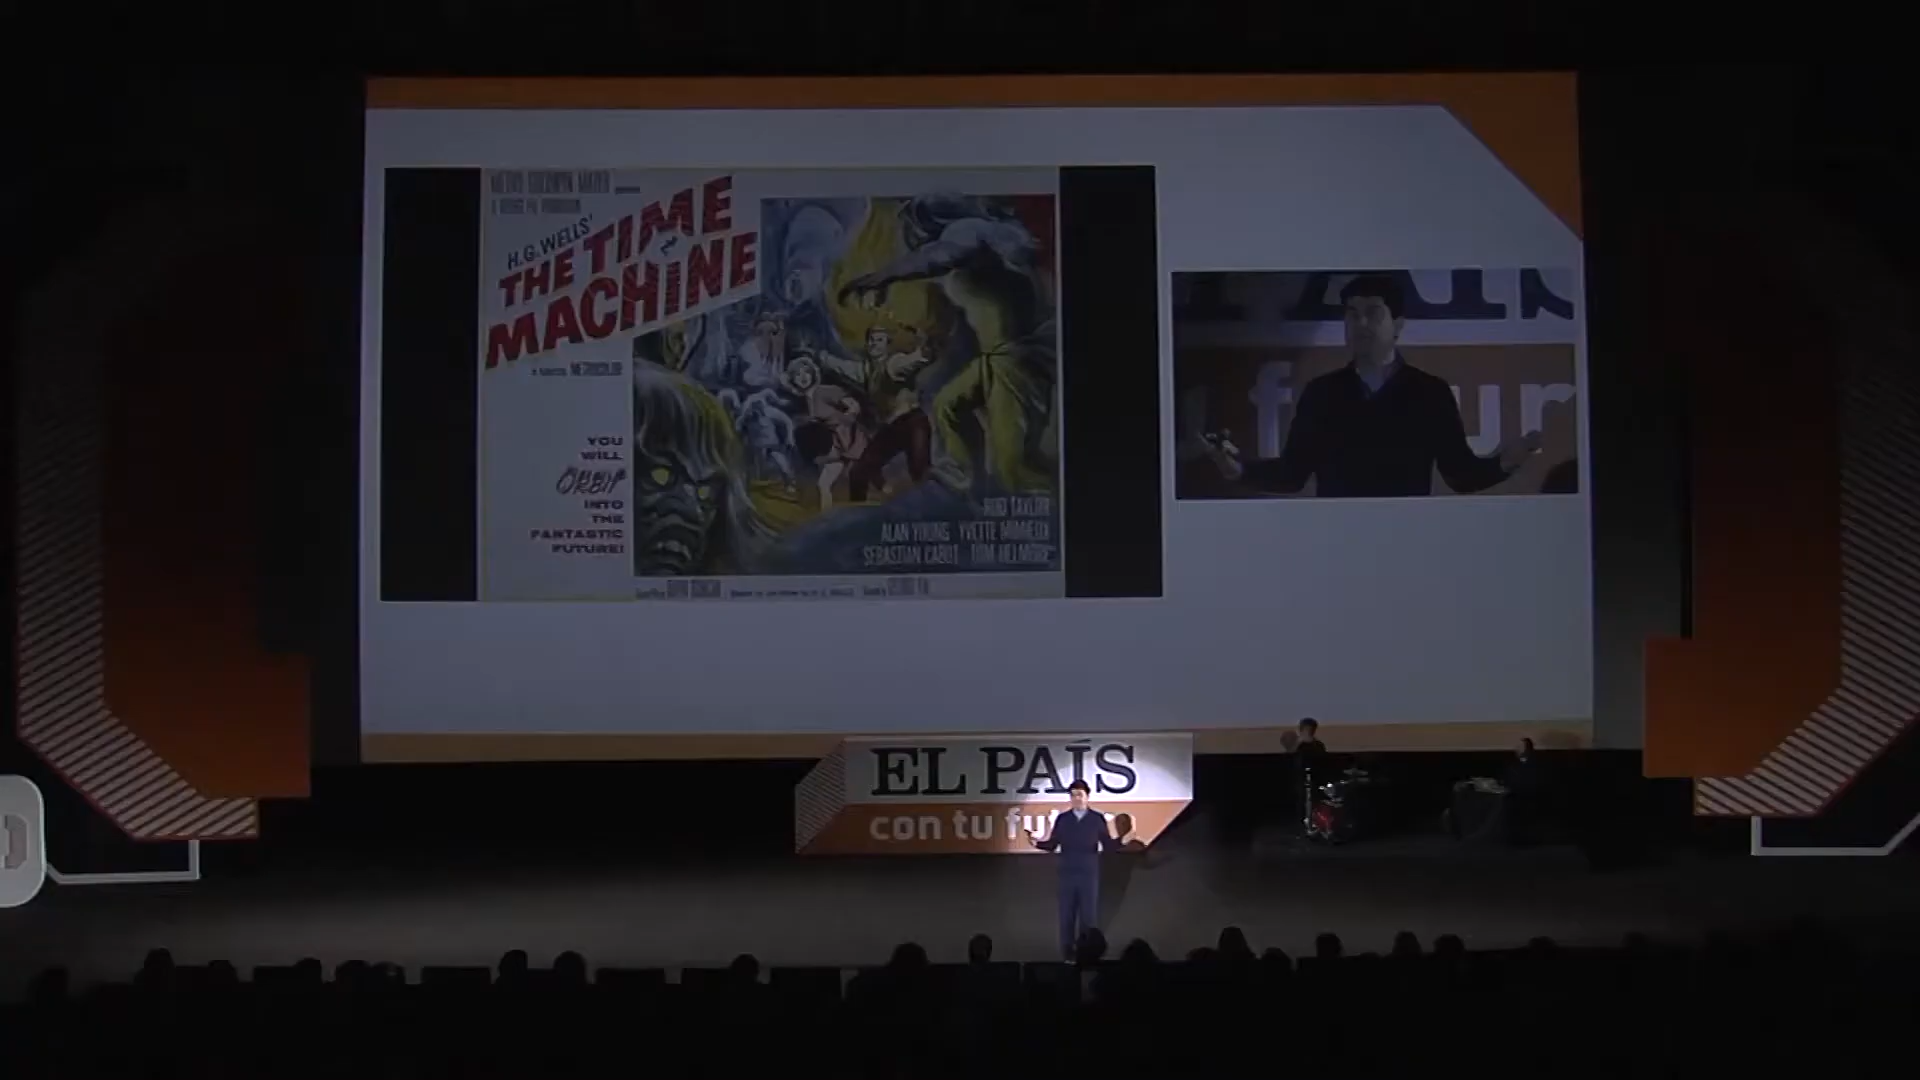 METRO GOLDWYN MAYER
H.G. WELLS'
THE TIME
MACHINE
METROCOLOR
YOU
WILL
ORBIT
INTO
THE
FANTASTIC
FUTURE!
ROD TAYLOR
ALAN YOUNG YVETTE MIMIEUX
SEBASTIAN CABOT TOM HELMORE
EL PAÍS
con tu fu